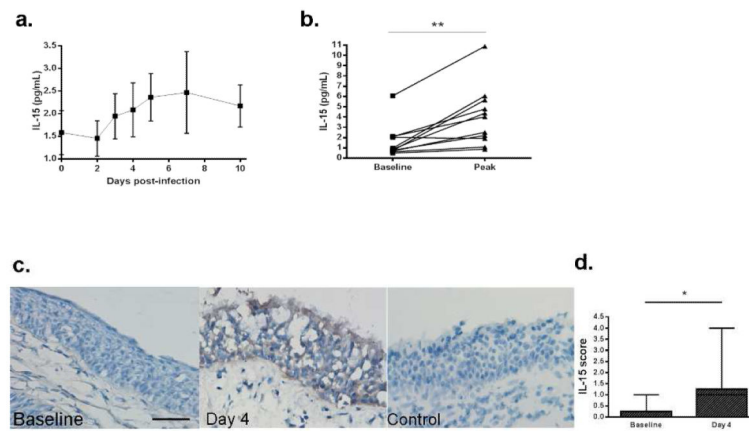 a.
b.
3.5
3.0
2.5
2.0
1.5
1.0
IL-15 (pg/mL)
0 2 4 6 8 10
Days post-infection
**
11
10
9
8
7
6
5
4
3
2
1
0
IL-15 (pg/mL)
Baseline Peak
c.
Baseline
Day 4
Control
d.
*
4.5
4.0
3.5
3.0
2.5
2.0
1.5
1.0
0.5
0.0
IL-15 score
Baseline Day 4